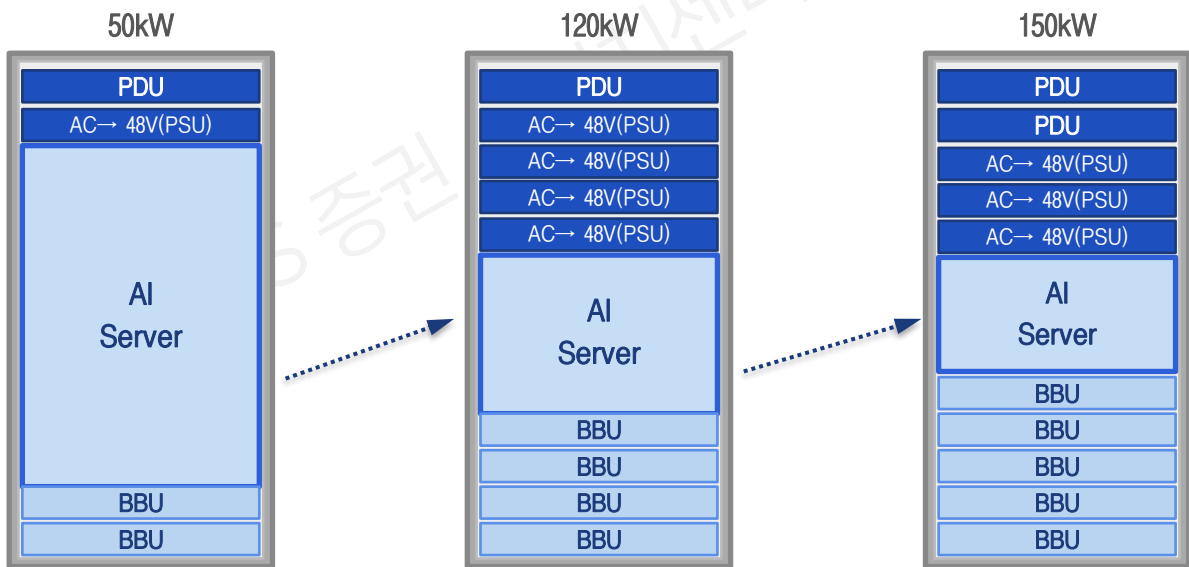 50kW
PDU
AC→ 48V(PSU)
AI
Server
BBU
BBU
120kW
PDU
AC→ 48V(PSU)
AC→ 48V(PSU)
AC→ 48V(PSU)
AC→ 48V(PSU)
AI
Server
BBU
BBU
BBU
BBU
150kW
PDU
PDU
AC→ 48V(PSU)
AC→ 48V(PSU)
AC→ 48V(PSU)
AI
Server
BBU
BBU
BBU
BBU
BBU
증권